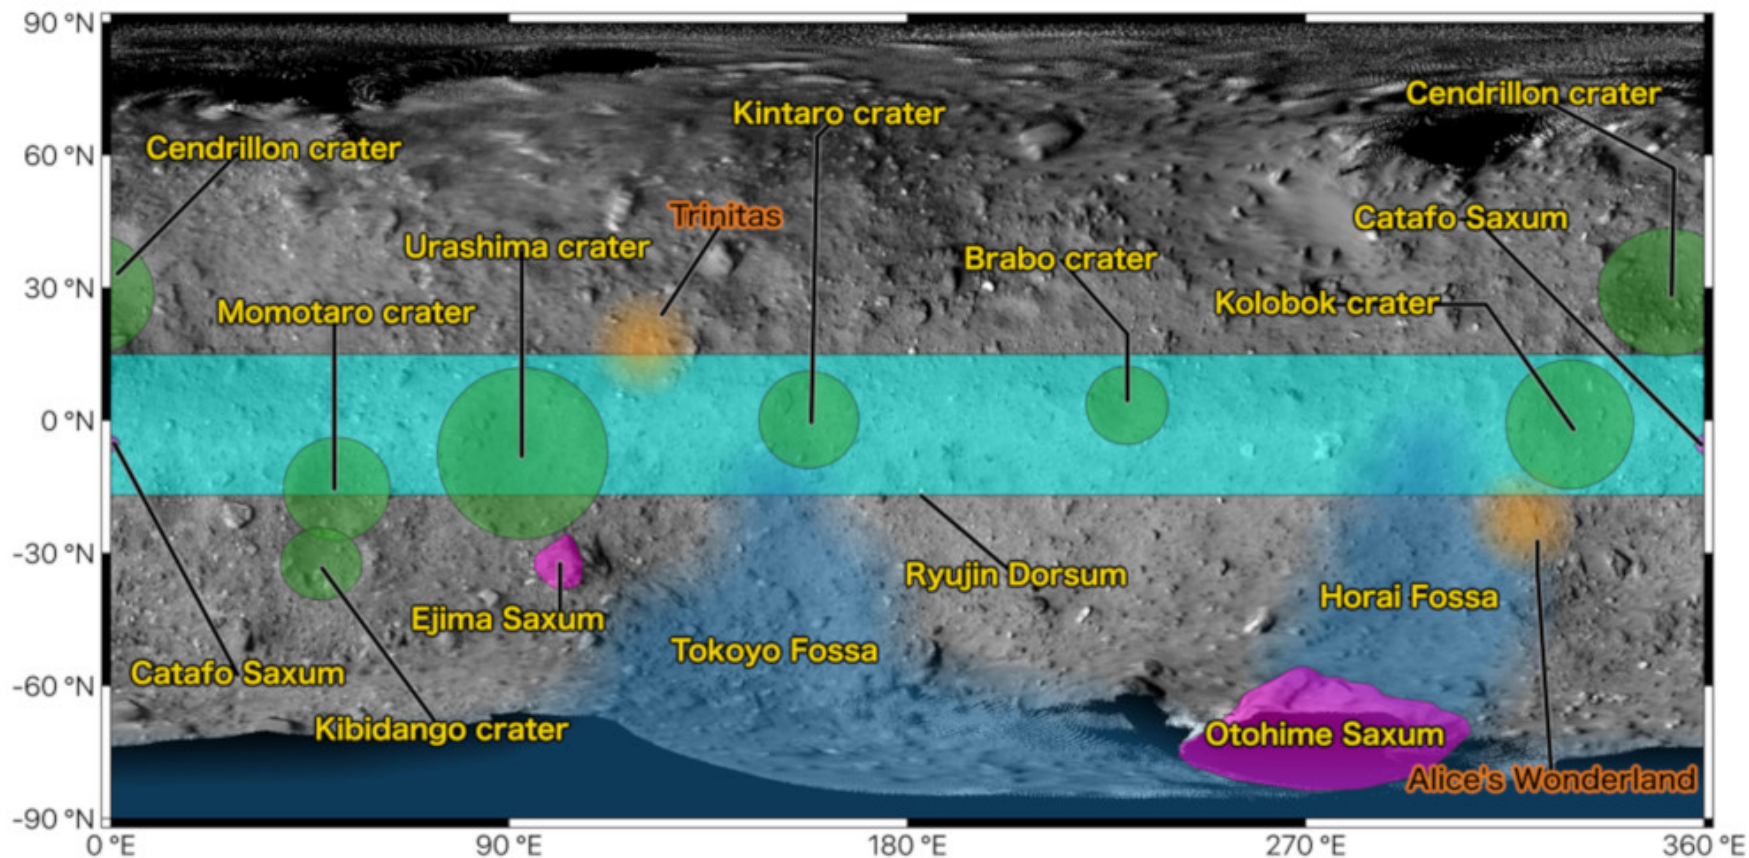 90 °N
Cendrillon crater
Kintaro crater
Cendrillon crater
60 °N
Trinitas
Catafo Saxum
Urashima crater
Brabo crater
30 °N
Kolobok crater
Momotaro crater
0 °N
-30 °N
Ryujin Dorsum
Horai Fossa
Ejima Saxum
Tokoyo Fossa
Catafo Saxum
-60 °N
Kibidango crater
Otohime Saxum
Alice's Wonderland
-90 °N
0 °E
90 °E
180 °E
270 °E
360 °E